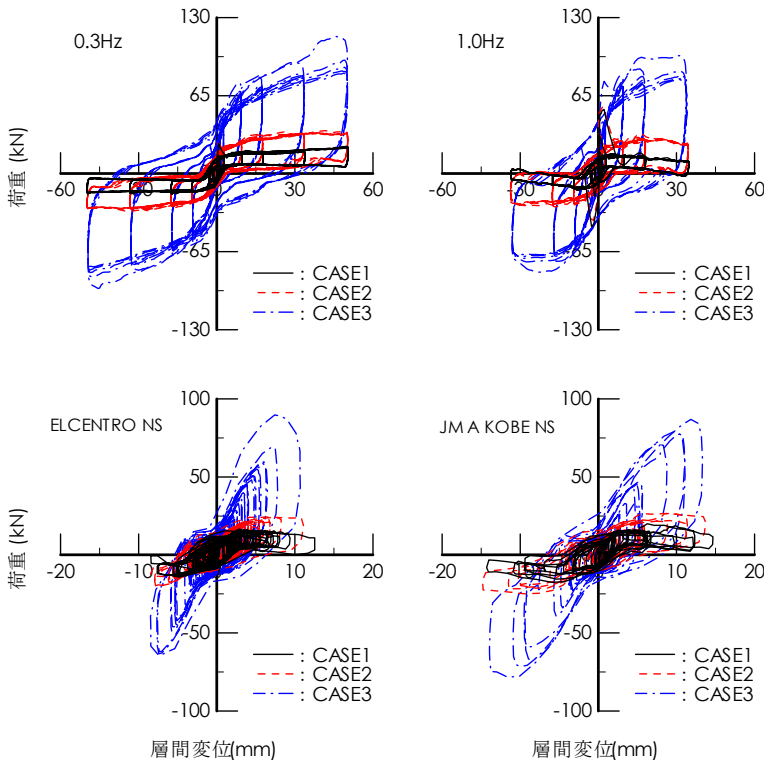 130
0.3Hz
65
荷重 (kN)
-60
30
60
-65
: CASE1
: CASE2
: CASE3
-130
130
1.0Hz
65
-60
30
60
-65
: CASE1
: CASE2
: CASE3
-130
100
ELCENTRO NS
50
荷重 (kN)
-20
10
20
-50
: CASE1
: CASE2
: CASE3
-100
層間変位(mm)
100
JMA KOBE NS
50
-20
10
20
-50
: CASE1
: CASE2
: CASE3
-100
層間変位(mm)